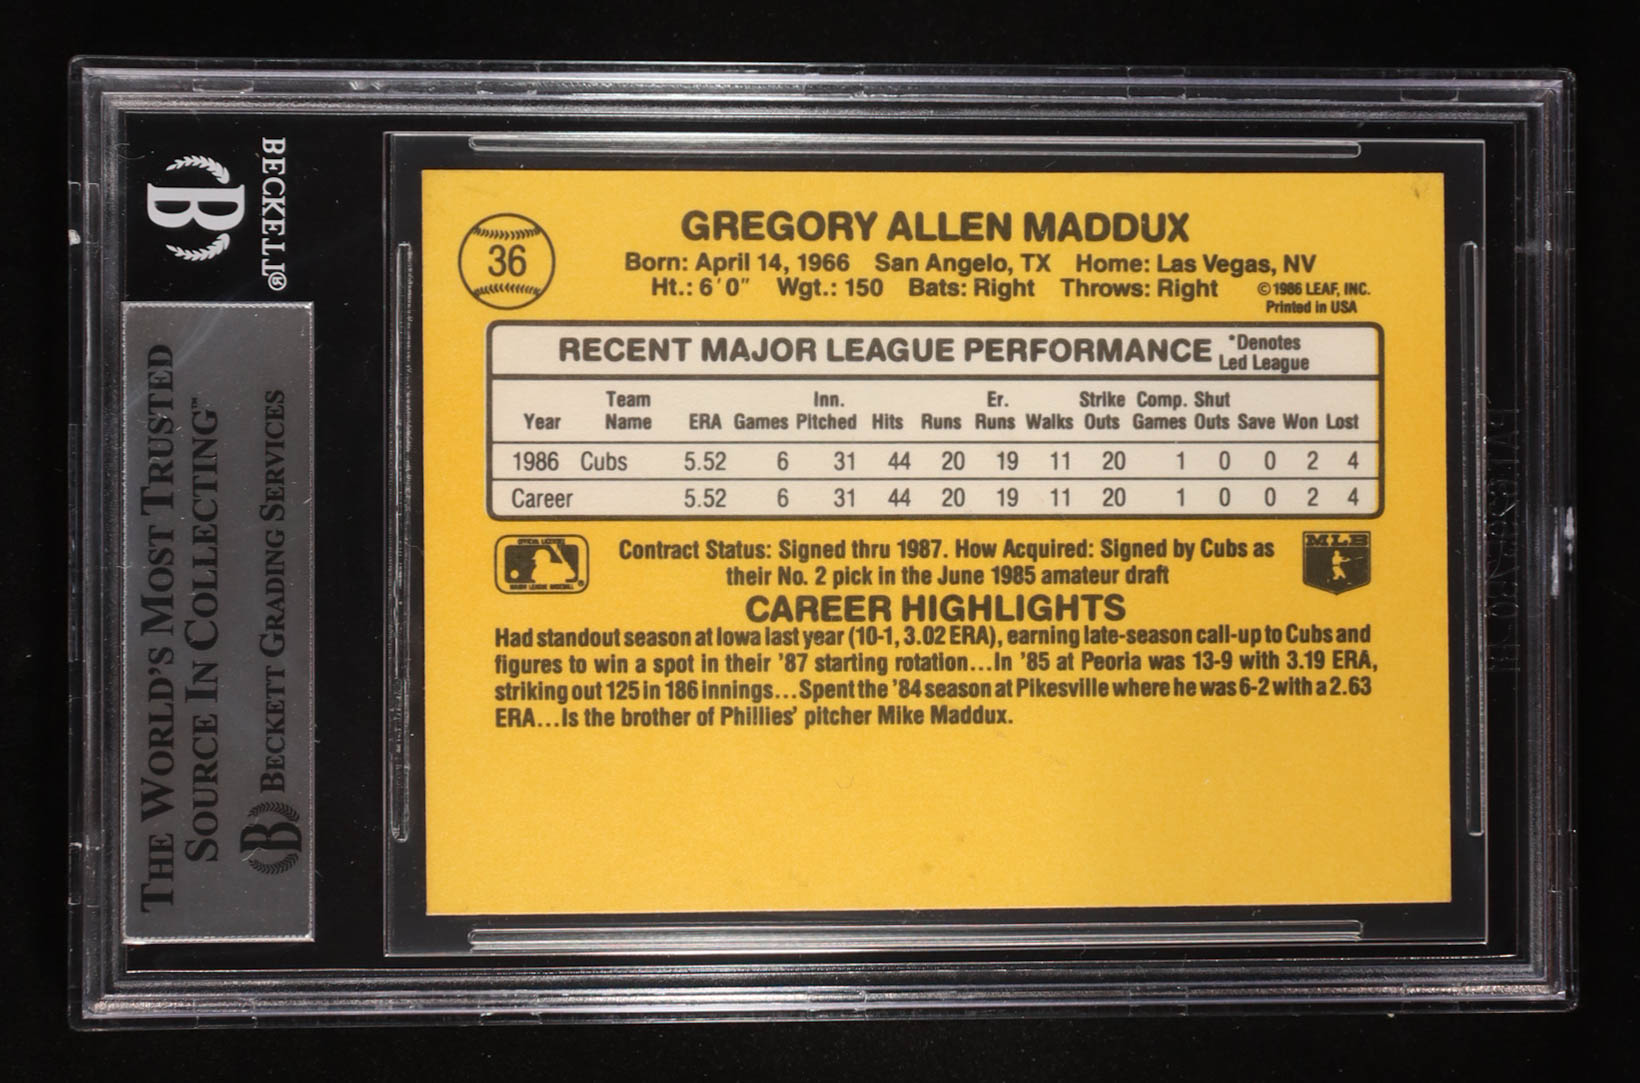 BECKETT®
B
THE WORLD'S MOST TRUSTED
SOURCE IN COLLECTING™
B BECKETT GRADING SERVICES
36
GREGORY ALLEN MADDUX
Born: April 14, 1966 San Angelo, TX Home: Las Vegas, NV
Ht.: 6'0" Wgt.: 150 Bats: Right Throws: Right © 1986 LEAF, INC.
Printed in USA
RECENT MAJOR LEAGUE PERFORMANCE *Denotes
Led League
Team Inn. Er. Strike Comp. Shut
Year Name ERA Games Pitched Hits Runs Runs Walks Outs Games Outs Save Won Lost
1986 Cubs 5.52 6 31 44 20 19 11 20 1 0 0 2 4
Career 5.52 6 31 44 20 19 11 20 1 0 0 2 4
Contract Status: Signed thru 1987. How Acquired: Signed by Cubs as
their No. 2 pick in the June 1985 amateur draft
MLB
CAREER HIGHLIGHTS
Had standout season at Iowa last year (10-1, 3.02 ERA), earning late-season call-up to Cubs and
figures to win a spot in their '87 starting rotation...In '85 at Peoria was 13-9 with 3.19 ERA,
striking out 125 in 186 innings...Spent the '84 season at Pikesville where he was 6-2 with a 2.63
ERA...Is the brother of Phillies' pitcher Mike Maddux.